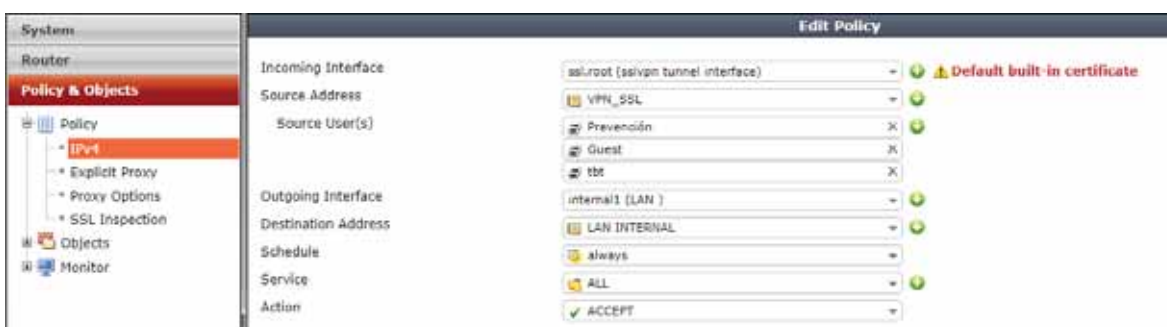 System
Router
Policy & Objects
Policy
IPv4
Explicit Proxy
Proxy Options
SSL Inspection
Objects
Monitor
Edit Policy
Incoming Interface ssl.root (sslvpn tunnel interface) Default built-in certificate
Source Address VPN_SSL
Source User(s) Prevención
Guest
tbt
Outgoing Interface internal1 (LAN )
Destination Address LAN INTERNAL
Schedule always
Service ALL
Action ACCEPT